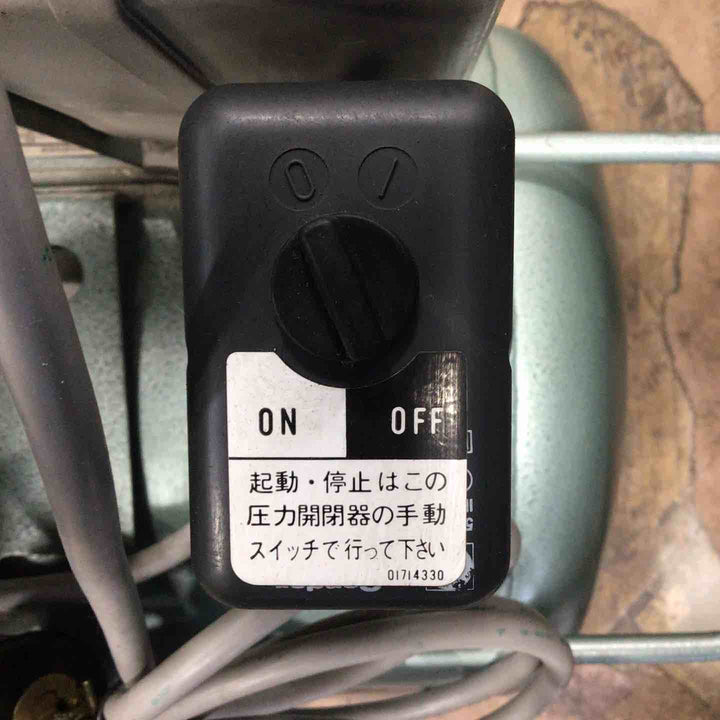 0 I
ON OFF
起動・停止はこの
圧力開閉器の手動
スイッチで行って下さい
01714330